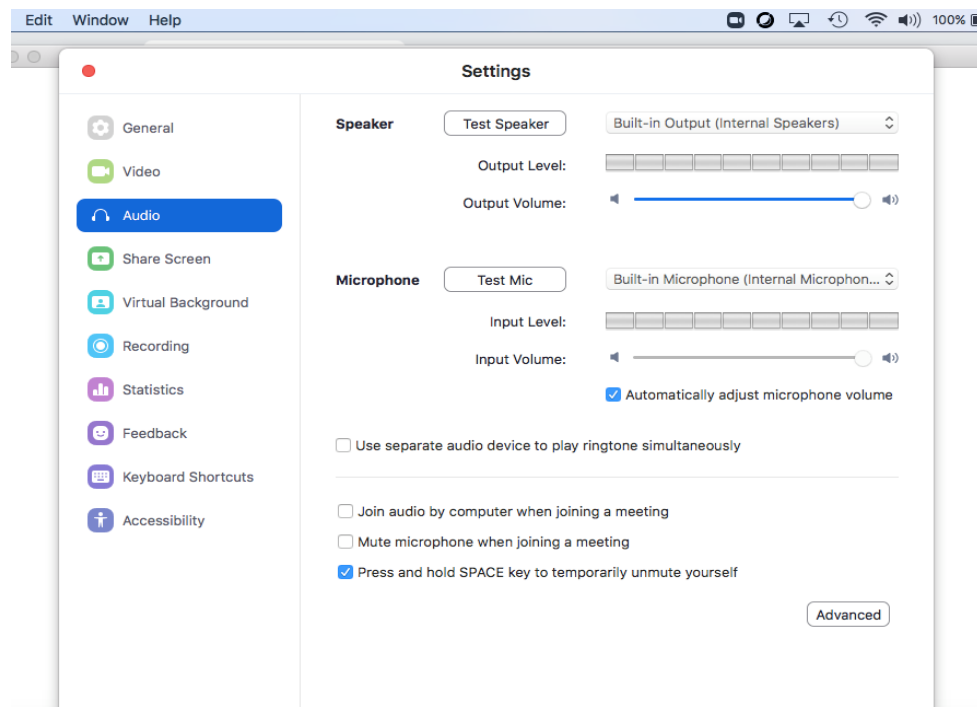 Edit Window Help 100%
Settings
General
Video
Audio
Share Screen
Virtual Background
Recording
Statistics
Feedback
Keyboard Shortcuts
Accessibility
Speaker Test Speaker Built-in Output (Internal Speakers)
Output Level:
Output Volume:
Microphone Test Mic Built-in Microphone (Internal Microphon...
Input Level:
Input Volume:
Automatically adjust microphone volume
Use separate audio device to play ringtone simultaneously
Join audio by computer when joining a meeting
Mute microphone when joining a meeting
Press and hold SPACE key to temporarily unmute yourself
Advanced